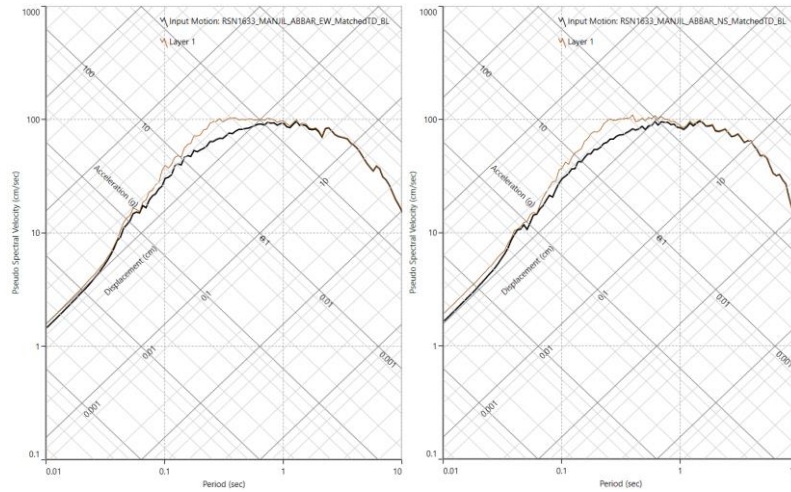 1000
Input Motion: RSN1633_MANJIL_ABBAR_EW_MatchedTD_BL
Layer 1
100
10
100
Acceleration (g)
10
Pseudo Spectral Velocity (cm/sec)
10
0.1
Displacement (cm)
0.1
0.01
1
0.01
0.001
0.001
0.1
0.01
0.1
1
10
Period (sec)
1000
Input Motion: RSN1633_MANJIL_ABBAR_NS_MatchedTD_BL
Layer 1
100
10
100
Acceleration (g)
10
Pseudo Spectral Velocity (cm/sec)
10
Displacement (cm)
0.1
0.01
1
0.01
0.001
0.001
0.1
0.01
0.1
1
Period (sec)